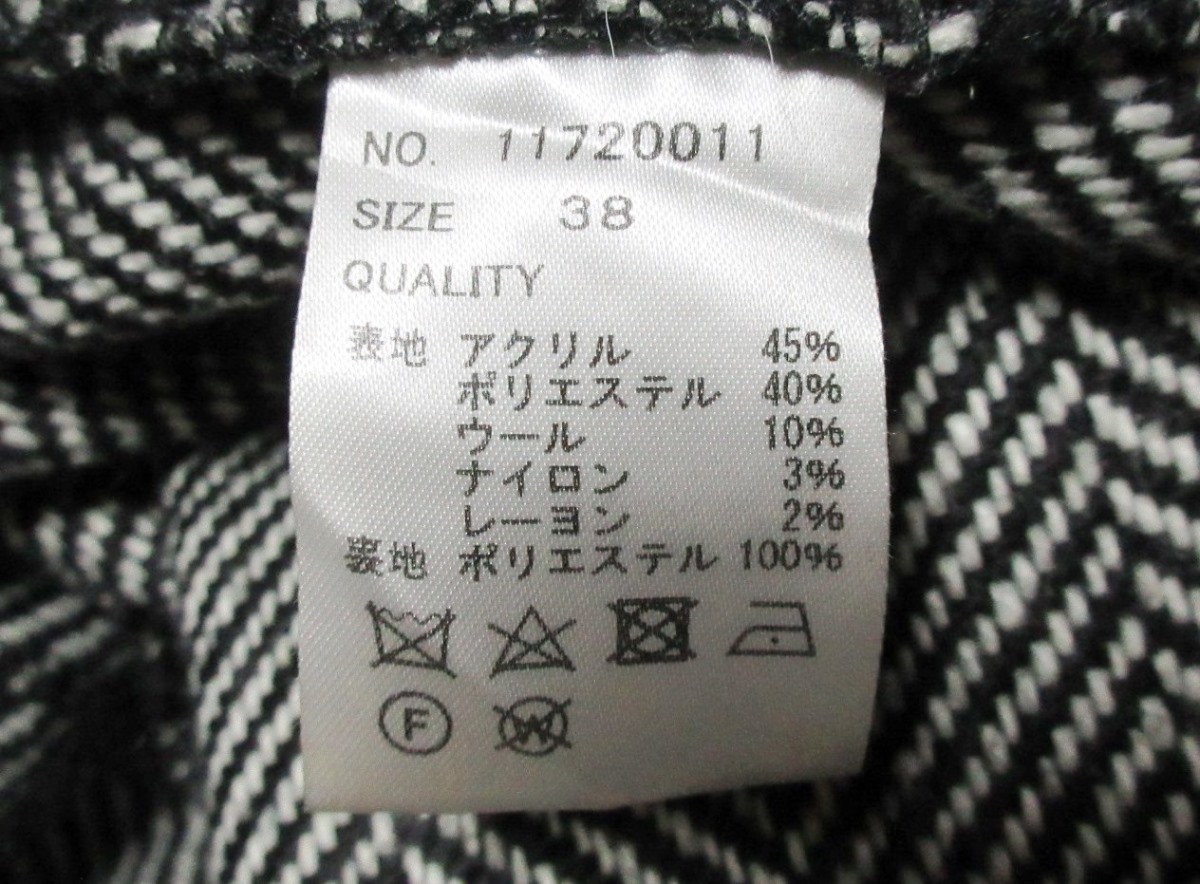 NO. 11720011
SIZE 38
QUALITY
表地 アクリル 45%
ポリエステル 40%
ウール 10%
ナイロン 3%
レーヨン 2%
裏地 ポリエステル 100%
F W